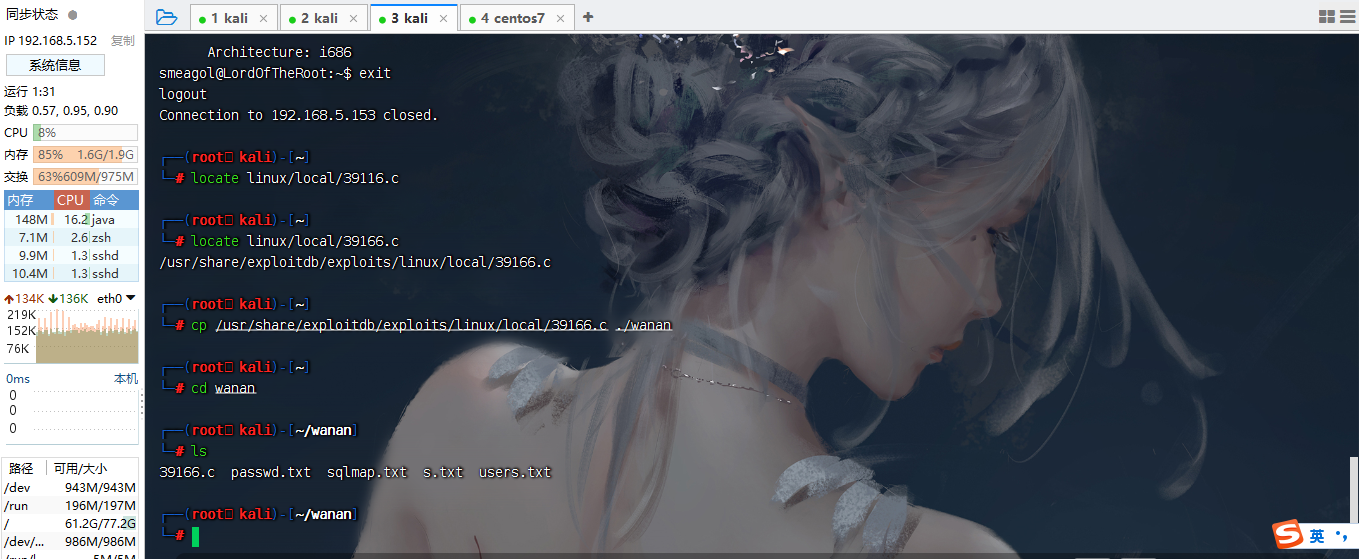 同步状态
IP 192.168.5.152 复制
系统信息
运行 1:31
负载 0.57, 0.95, 0.90
CPU 8%
内存 85% 1.6G/1.9G
交换 63% 609M/975M
内存 CPU 命令
148M 16.2 java
7.1M 2.6 zsh
9.9M 1.3 sshd
10.4M 1.3 sshd
134K 136K eth0
219K
152K
76K
0ms 本机
0
0
0
路径 可用/大小
/dev 943M/943M
/run 196M/197M
/ 61.2G/77.2G
/dev/... 986M/986M
1 kali
2 kali
3 kali
4 centos7
Architecture: i686
smeagol@LordOfTheRoot:~$ exit
logout
Connection to 192.168.5.153 closed.
┌──(root kali)-[~]
└─# locate linux/local/39116.c
┌──(root kali)-[~]
└─# locate linux/local/39166.c
/usr/share/exploitdb/exploits/linux/local/39166.c
┌──(root kali)-[~]
└─# cp /usr/share/exploitdb/exploits/linux/local/39166.c ./wanan
┌──(root kali)-[~]
└─# cd wanan
┌──(root kali)-[~/wanan]
└─# ls
39166.c passwd.txt sqlmap.txt s.txt users.txt
┌──(root kali)-[~/wanan]
└─#
S 英